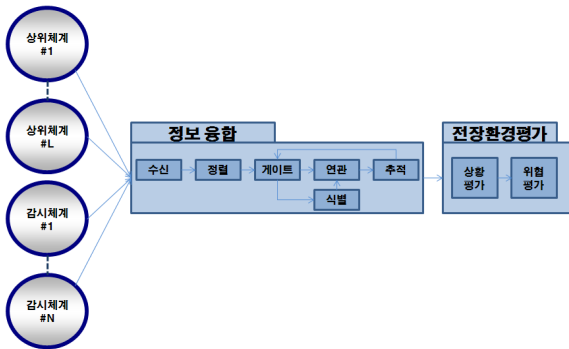 상위체계
#1
상위체계
#L
감시체계
#1
감시체계
#N
정보 융합
수신
정렬
게이트
연관
추적
식별
전장환경평가
상황
평가
위협
평가